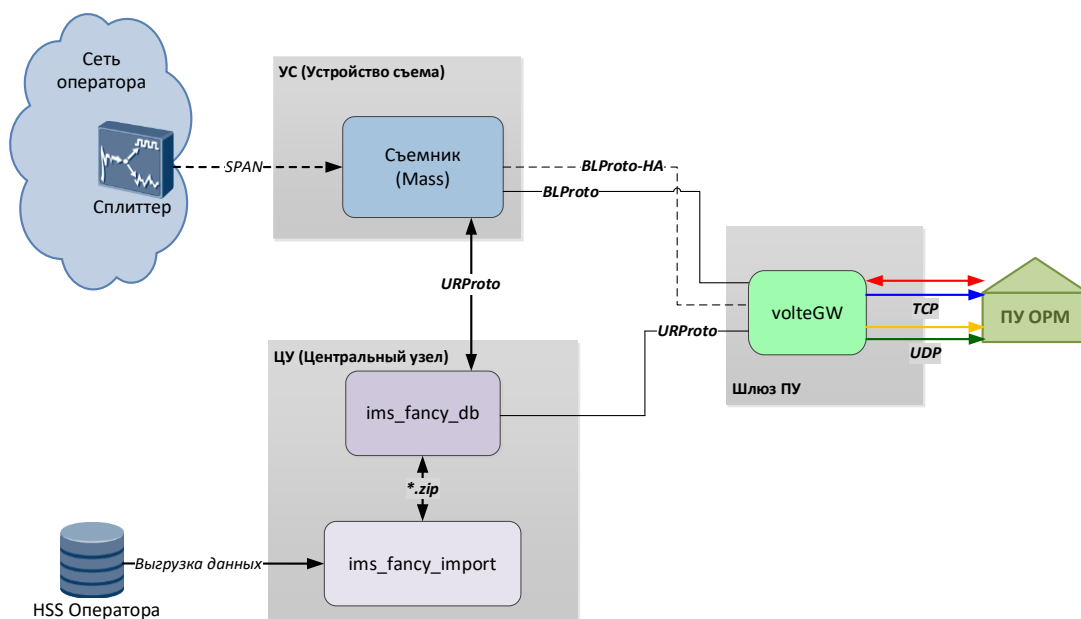 Сеть
оператора
Сплиттер
SPAN
УС (Устройство съема)
Съемник
(Mass)
BLProto-HA
BLProto
URProto
URProto
volteGW
Шлюз ПУ
TCP
UDP
ПУ ОРМ
ЦУ (Центральный узел)
ims_fancy_db
*.zip
ims_fancy_import
Выгрузка данных
HSS Оператора